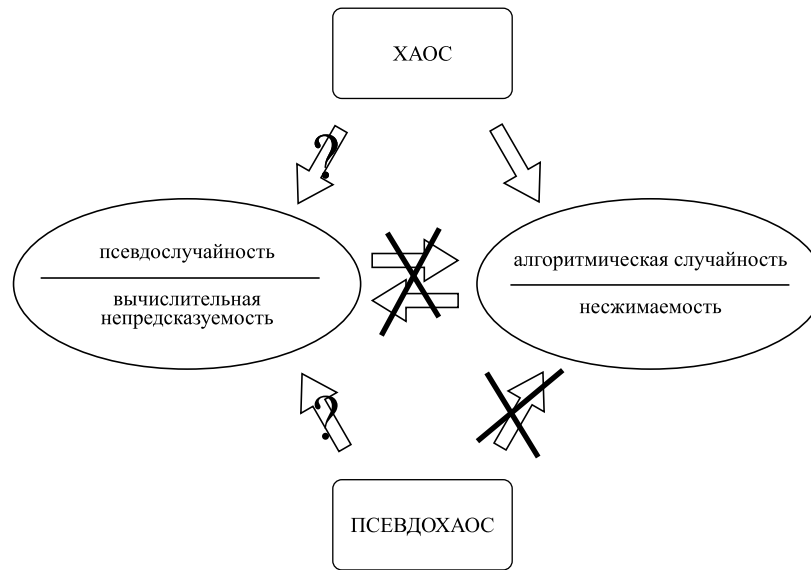 ХАОС
?
псевдослучайность
вычислительная
непредсказуемость
алгоритмическая случайность
несжимаемость
?
ПСЕВДОХАОС